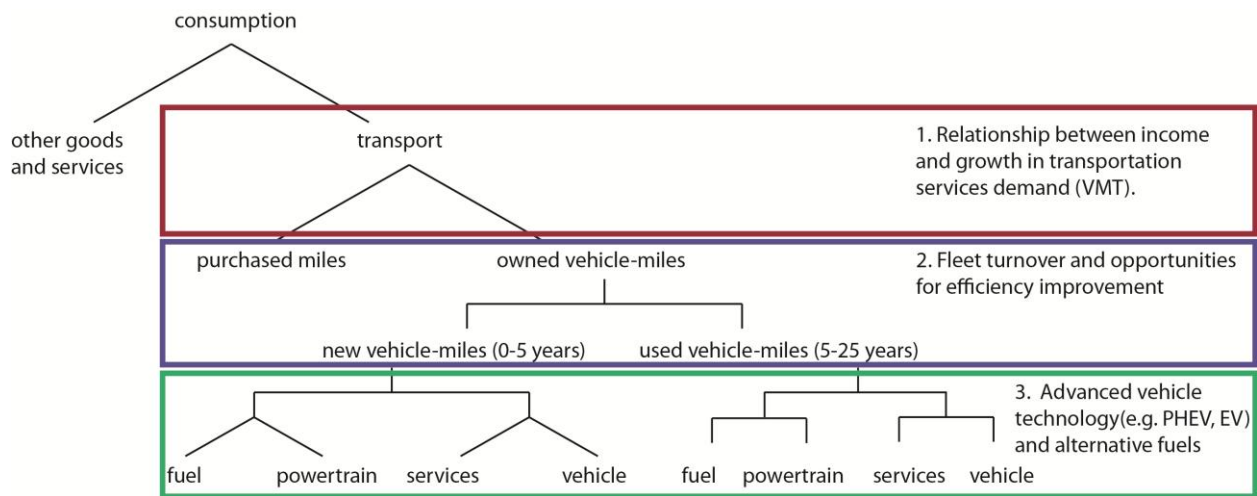 consumption
other goods
and services
transport
1. Relationship between income
and growth in transportation
services demand (VMT).
purchased miles
owned vehicle-miles
2. Fleet turnover and opportunities
for efficiency improvement
new vehicle-miles (0-5 years)
used vehicle-miles (5-25 years)
3. Advanced vehicle
technology(e.g. PHEV, EV)
and alternative fuels
fuel
powertrain
services
vehicle
fuel
powertrain
services
vehicle